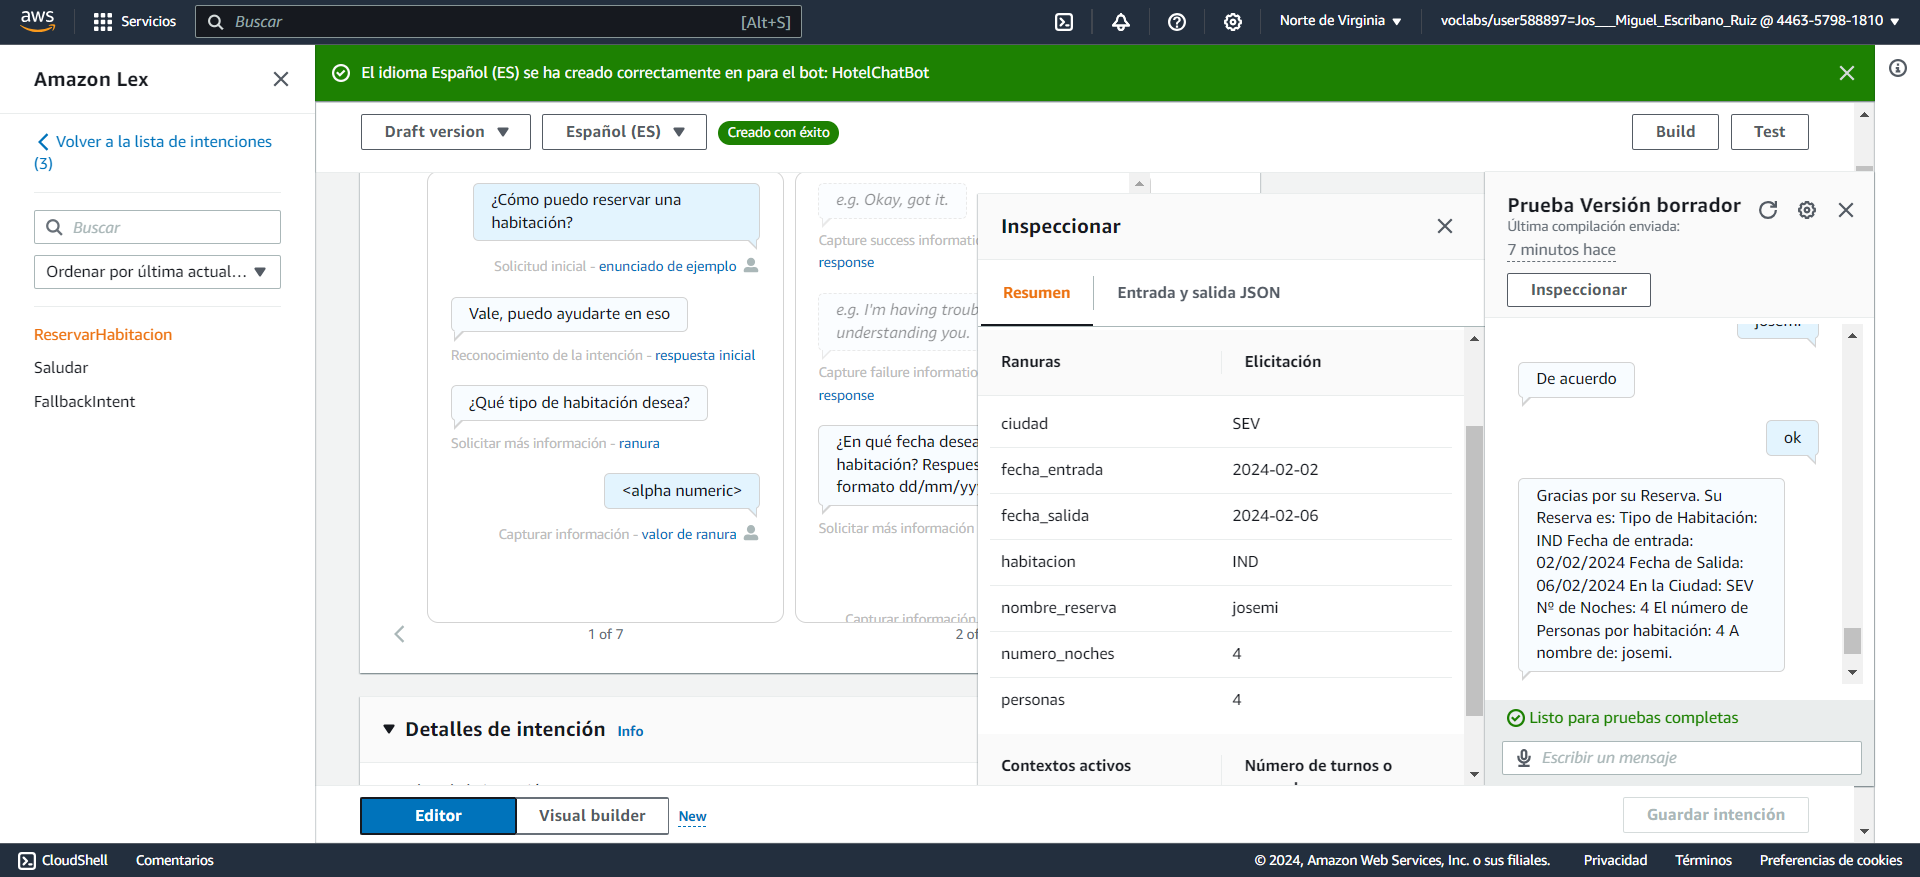 aws
Servicios
Buscar
[Alt+S]
Norte de Virginia
voclabs/user588897=Jos___Miguel_Escribano_Ruiz @ 4463-5798-1810
Amazon Lex
Volver a la lista de intenciones
(3)
Buscar
Ordenar por última actual...
ReservarHabitacion
Saludar
FallbackIntent
El idioma Español (ES) se ha creado correctamente en para el bot: HotelChatBot
Draft version
Español (ES)
Creado con éxito
Build
Test
¿Cómo puedo reservar una
habitación?
Solicitud inicial - enunciado de ejemplo
Vale, puedo ayudarte en eso
Reconocimiento de la intención - respuesta inicial
¿Qué tipo de habitación desea?
Solicitar más información - ranura
<alpha numeric>
Capturar información - valor de ranura
1 of 7
e.g. Okay, got it.
Capture success informatio
response
e.g. I'm having troub
understanding you.
Capture failure informatio
response
¿En qué fecha desea
habitación? Respues
formato dd/mm/yy
Solicitar más información
Capturar información
2 of
Detalles de intención
Info
Inspeccionar
Resumen
Entrada y salida JSON
Ranuras
Elicitación
ciudad
SEV
fecha_entrada
2024-02-02
fecha_salida
2024-02-06
habitacion
IND
nombre_reserva
josemi
numero_noches
4
personas
4
Contextos activos
Número de turnos o
Prueba Versión borrador
Última compilación enviada:
7 minutos hace
Inspeccionar
josemi
De acuerdo
ok
Gracias por su Reserva. Su
Reserva es: Tipo de Habitación:
IND Fecha de entrada:
02/02/2024 Fecha de Salida:
06/02/2024 En la Ciudad: SEV
Nº de Noches: 4 El número de
Personas por habitación: 4 A
nombre de: josemi.
Listo para pruebas completas
Escribir un mensaje
Editor
Visual builder
New
Guardar intención
CloudShell
Comentarios
© 2024, Amazon Web Services, Inc. o sus filiales.
Privacidad
Términos
Preferencias de cookies